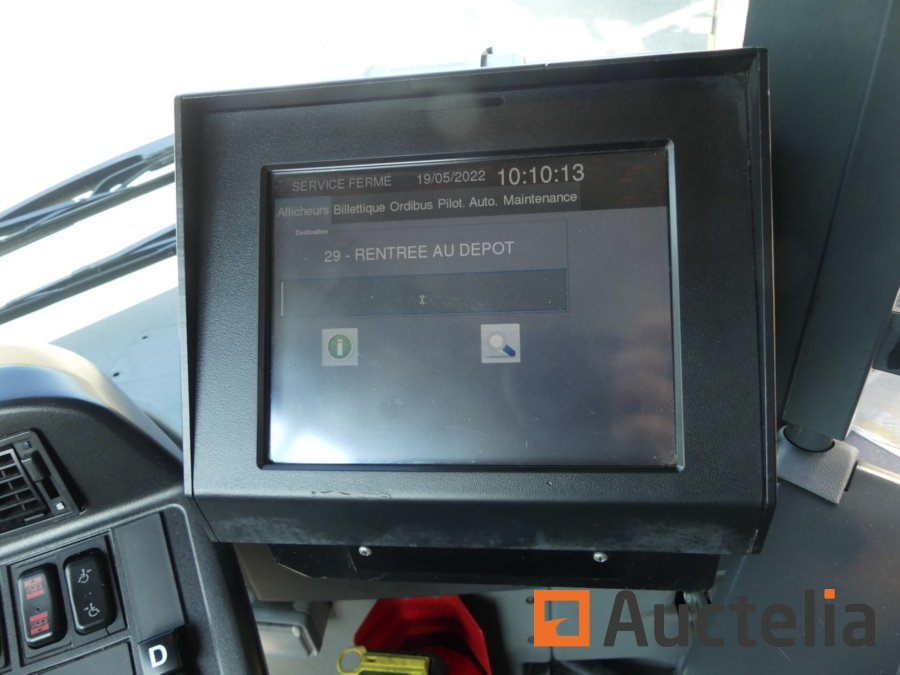 SERVICE FERME 19/05/2022 10:10:13
Afficheurs Billettique Ordibus Pilot. Auto. Maintenance
Destination
29 - RENTREE AU DEPOT
i
D
Auctelia